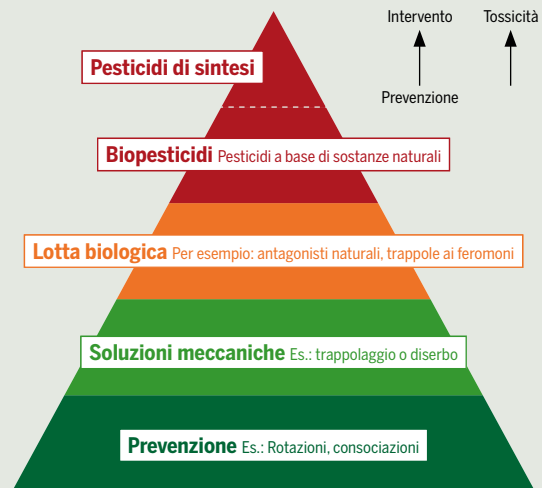 Intervento Tossicità
Prevenzione
Pesticidi di sintesi
Biopesticidi Pesticidi a base di sostanze naturali
Lotta biologica Per esempio: antagonisti naturali, trappole ai feromoni
Soluzioni meccaniche Es.: trappolaggio o diserbo
Prevenzione Es.: Rotazioni, consociazioni